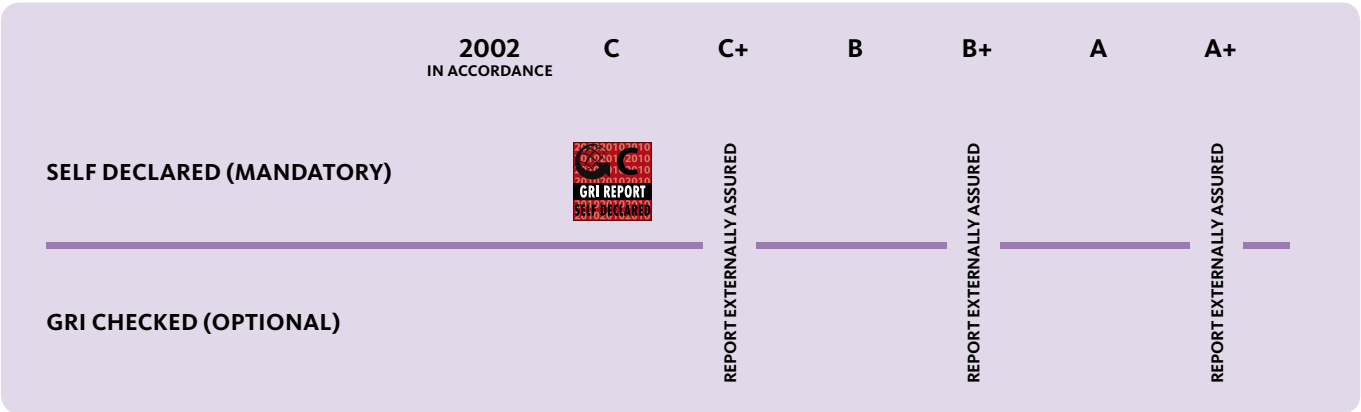 2002 C C+ B B+ A A+
IN ACCORDANCE
SELF DECLARED (MANDATORY)
2010201020102010
G C
GRI REPORT
SELF DECLARED
REPORT EXTERNALLY ASSURED
REPORT EXTERNALLY ASSURED
REPORT EXTERNALLY ASSURED
GRI CHECKED (OPTIONAL)